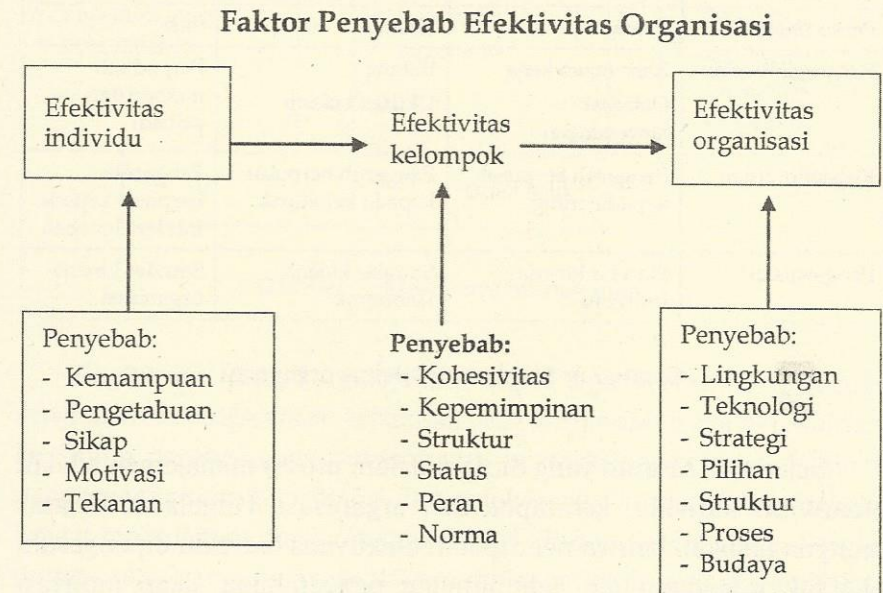 Faktor Penyebab Efektivitas Organisasi
Efektivitas
individu
Efektivitas
kelompok
Efektivitas
organisasi
Penyebab:
- Kemampuan
- Pengetahuan
- Sikap
- Motivasi
- Tekanan
Penyebab:
- Kohesivitas
- Kepemimpinan
- Struktur
- Status
- Peran
- Norma
Penyebab:
- Lingkungan
- Teknologi
- Strategi
- Pilihan
- Struktur
- Proses
- Budaya